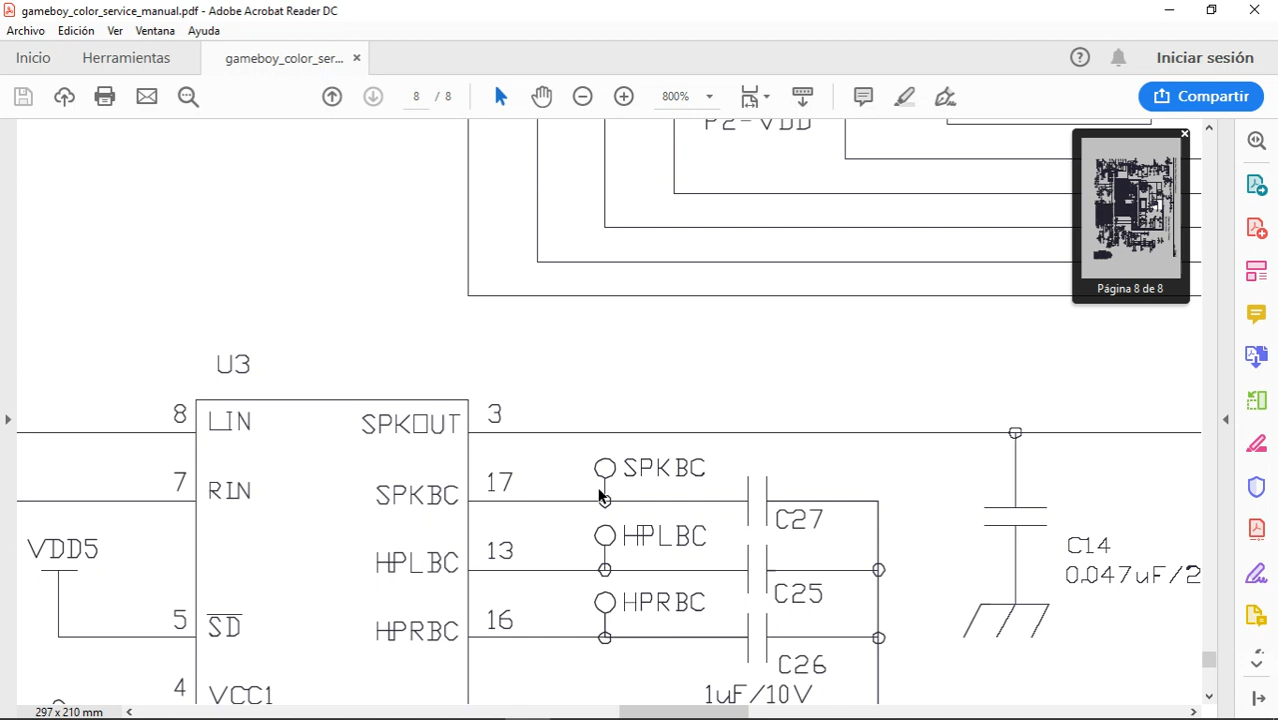 gameboy_color_service_manual.pdf - Adobe Acrobat Reader DC
Archivo Edición Ver Ventana Ayuda
Inicio Herramientas gameboy_color_ser... × Iniciar sesión
8 / 8 800% Compartir
P2-VDD
Página 8 de 8
U3
8 LIN SPKOUT 3
SPKBC
7 RIN SPKBC 17
C27
HPLBC
VDD5 HPLBC 13
C14
0.047uF/2
C25
HPRBC
5 SD HPRBC 16
C26
4 VCC1 1uF/10V
297 x 210 mm